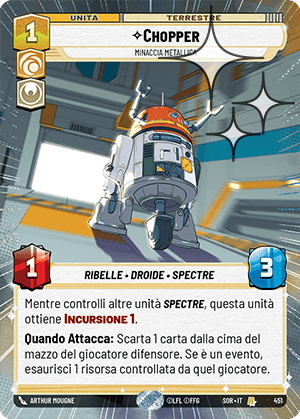 UNITÀ
TERRESTRE
1
✧CHOPPER
MINACCIA METALLICA
1
3
RIBELLE • DROIDE • SPECTRE
Mentre controlli altre unità SPECTRE, questa unità
ottiene INCURSIONE 1.
Quando Attacca: Scarta 1 carta dalla cima del
mazzo del giocatore difensore. Se è un evento,
esaurisci 1 risorsa controllata da quel giocatore.
ARTHUR MOUGNE
©LFL ©FFG
SOR • IT
451